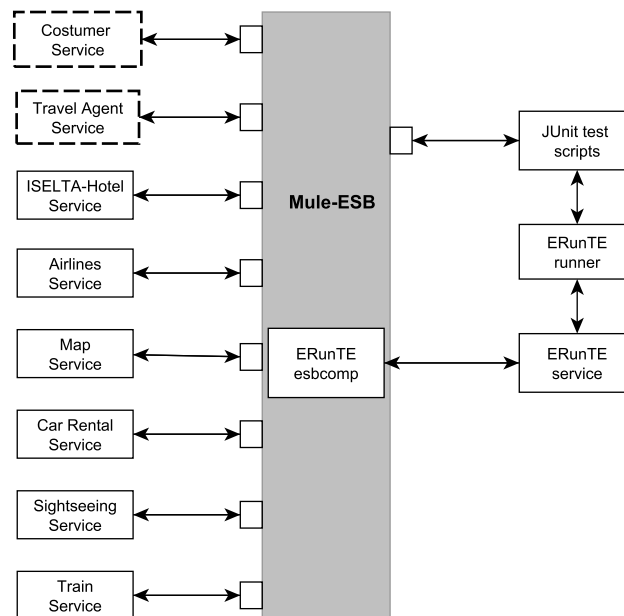 Costumer
Service
Travel Agent
Service
ISELTA-Hotel
Service
Airlines
Service
Map
Service
Car Rental
Service
Sightseeing
Service
Train
Service
Mule-ESB
ERunTE
esbcomp
JUnit test
scripts
ERunTE
runner
ERunTE
service